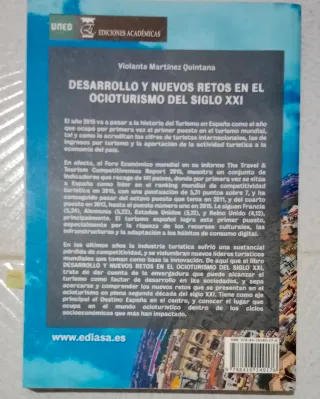 UNED
EDICIONES ACADÉMICAS
Violante Martínez Quintana
DESARROLLO Y NUEVOS RETOS EN EL
OCIOTURISMO DEL SIGLO XXI
El año 2015 va a pasar a la historia del Turismo en España como el año
que ocupó por primera vez el primer puesto en el turismo mundial,
tal y como lo acreditan las cifras de turistas internacionales, las de
ingresos por turismo y la aportación de la actividad turística a la
economía del país.
En efecto, el Foro Económico mundial en su informe The Travel &
Tourism Competitiveness Report 2015, muestra un conjunto de
indicadores que recoge de 141 países, donde por primera vez se sitúa
a España como líder en el ranking mundial de competitividad
turística en 2015, con una puntuación de 5,31 puntos sobre 7, y ha
conseguido pasar del octavo puesto que tenía en 2011, y del cuarto
puesto en 2013, hasta el puesto número uno en 2015. Le siguen Francia
(5,24), Alemania (5,22), Estados Unidos (5,12), y Reino Unido (4,12),
principalmente. El turismo español logra este primer puesto,
especialmente por la riqueza de los recursos culturales, las
infraestructuras y la adaptación a los hábitos de consumo digital.
En los últimos años la industria turística sufrió una sustancial
pérdida de competitividad, y se vislumbran nuevos líderes turísticos
mundiales que toman como base la innovación. De aquí que el libro
DESARROLLO Y NUEVOS RETOS EN EL OCIOTURISMO DEL SIGLO XXI,
trate de dar cuenta de la envergadura que puede alcanzar el
turismo como factor de desarrollo en las sociedades, y sepa
acercarse y comprender los nuevos retos que se presentan en el
ocioturismo en plena segunda década del siglo XXI. Tiene como eje
principal el Destino España en el centro, y conocer el lugar que
ocupa en el mundo el ocioturismo dentro de los ciclos
socioeconómicos que más han impactado.
www.ediasa.es